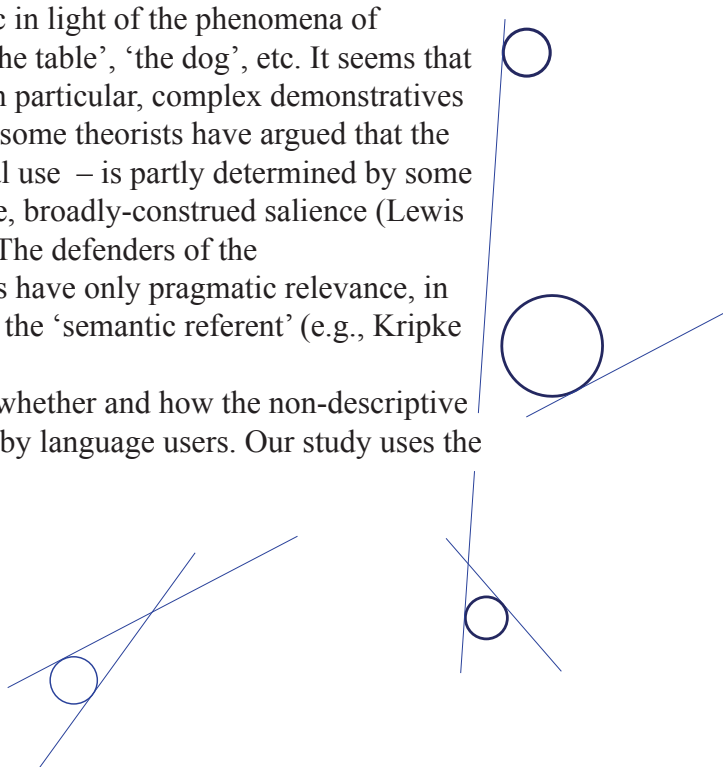 c in light of the phenomena of
he table’, ‘the dog’, etc. It seems that
n particular, complex demonstratives
some theorists have argued that the
l use – is partly determined by some
e, broadly-construed salience (Lewis
The defenders of the
s have only pragmatic relevance, in
the ‘semantic referent’ (e.g., Kripke
whether and how the non-descriptive
by language users. Our study uses the